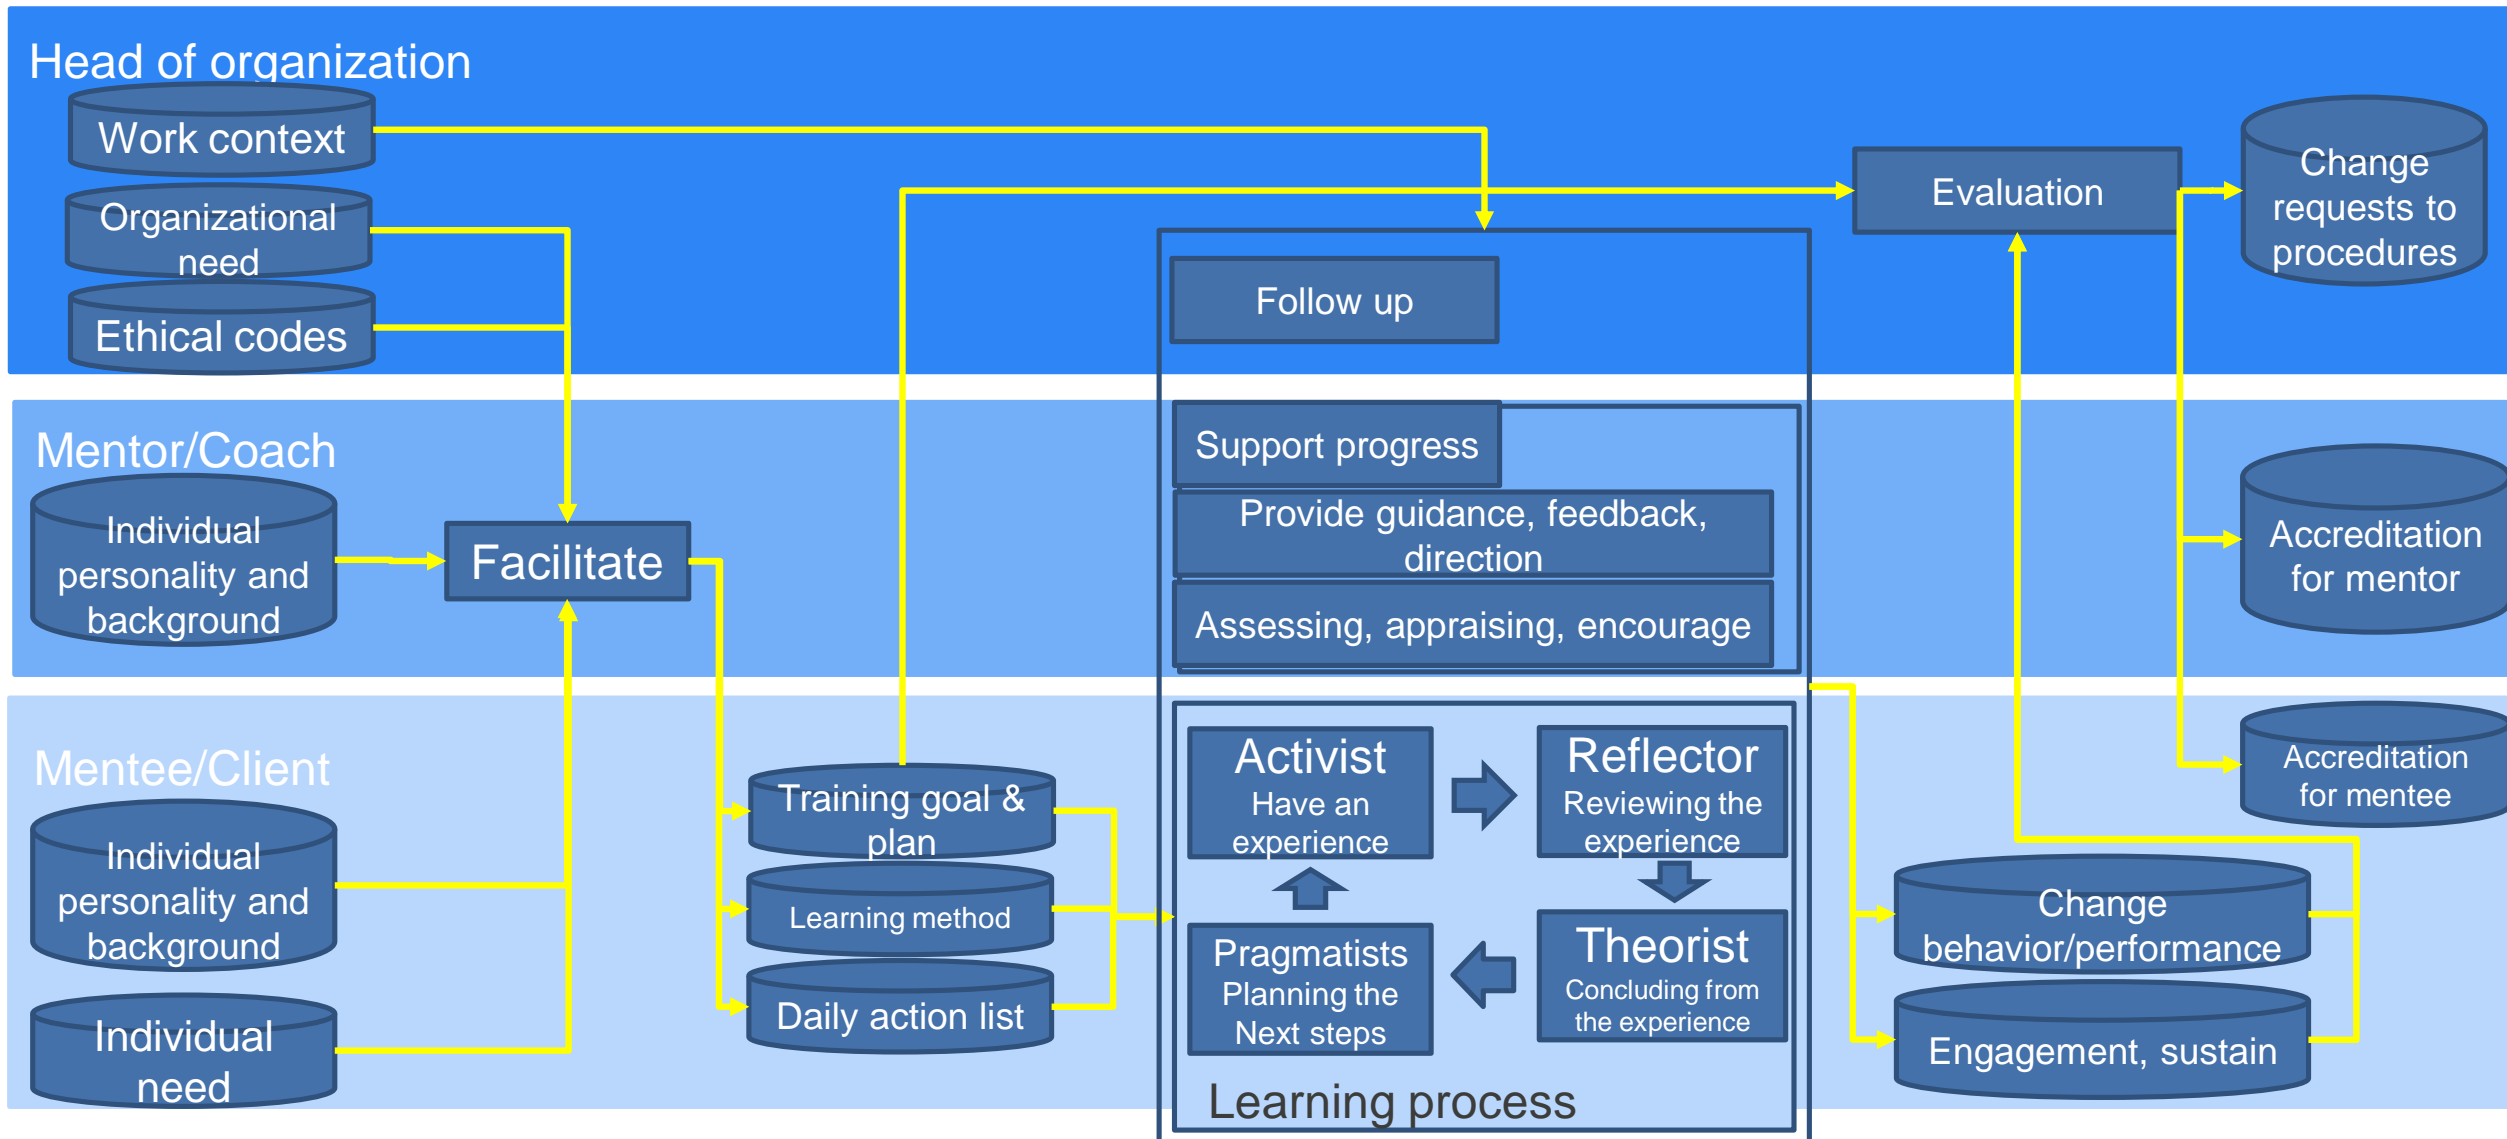 Head of organization
Work context
Organizational
need
Ethical codes
Follow up
Evaluation
Change
requests to
procedures
Mentor/Coach
Individual
personality and
background
Facilitate
Support progress
Provide guidance, feedback,
direction
Assessing, appraising, encourage
Accreditation
for mentor
Mentee/Client
Individual
personality and
background
Individual
need
Training goal &
plan
Learning method
Daily action list
Activist
Have an
experience
Reflector
Reviewing the
experience
Pragmatists
Planning the
Next steps
Theorist
Concluding from
the experience
Learning process
Accreditation
for mentee
Change
behavior/performance
Engagement, sustain